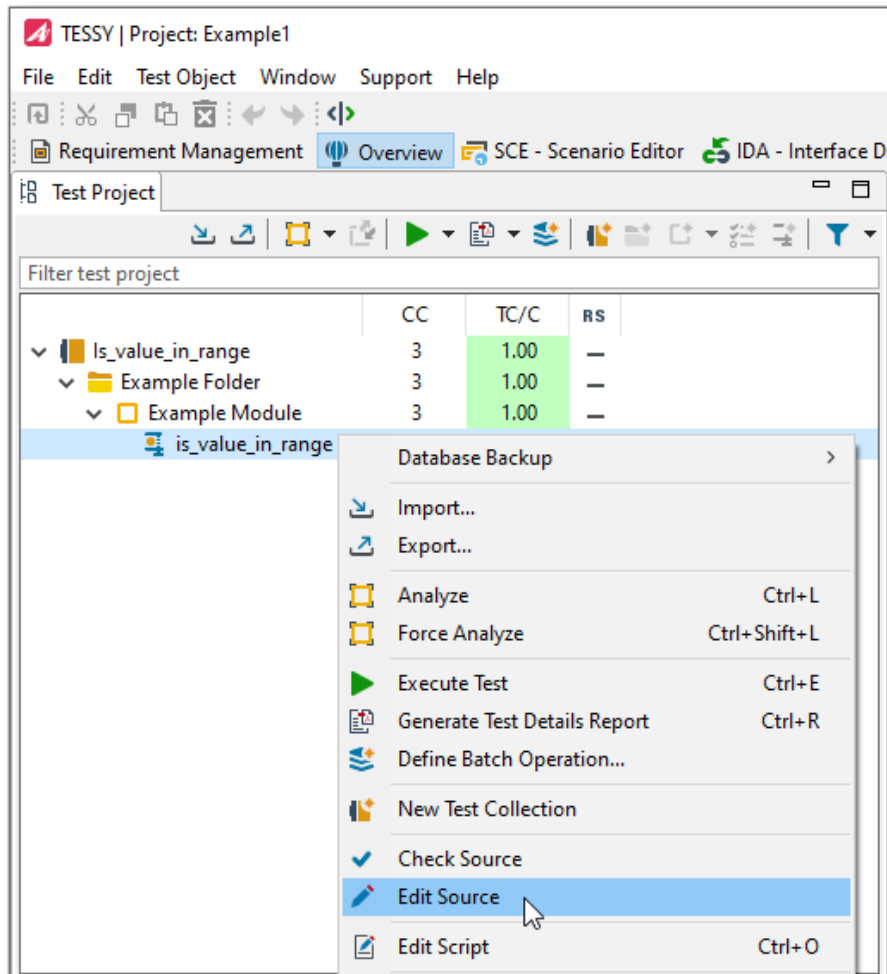 TESSY | Project: Example1
File Edit Test Object Window Support Help
Requirement Management Overview SCE - Scenario Editor IDA - Interface D
Test Project
Filter test project
CC TC/C RS
Is_value_in_range 3 1.00 –
Example Folder 3 1.00 –
Example Module 3 1.00 –
is_value_in_range
Database Backup
Import...
Export...
Analyze Ctrl+L
Force Analyze Ctrl+Shift+L
Execute Test Ctrl+E
Generate Test Details Report Ctrl+R
Define Batch Operation...
New Test Collection
Check Source
Edit Source
Edit Script Ctrl+O